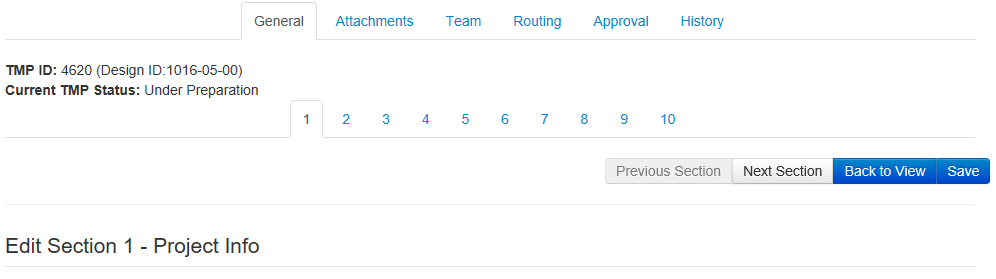 General Attachments Team Routing Approval History
TMP ID: 4620 (Design ID:1016-05-00)
Current TMP Status: Under Preparation
1 2 3 4 5 6 7 8 9 10
Previous Section Next Section Back to View Save
Edit Section 1 - Project Info